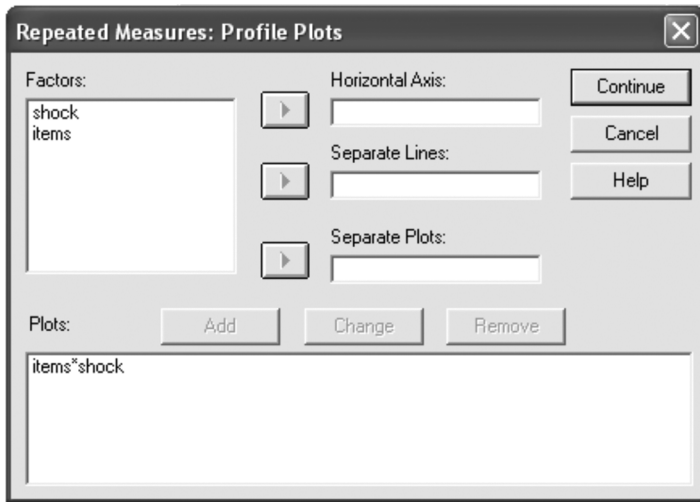 Repeated Measures: Profile Plots
Factors:
shock
items
Horizontal Axis:
Separate Lines:
Separate Plots:
Continue
Cancel
Help
Plots:
Add
Change
Remove
items*shock